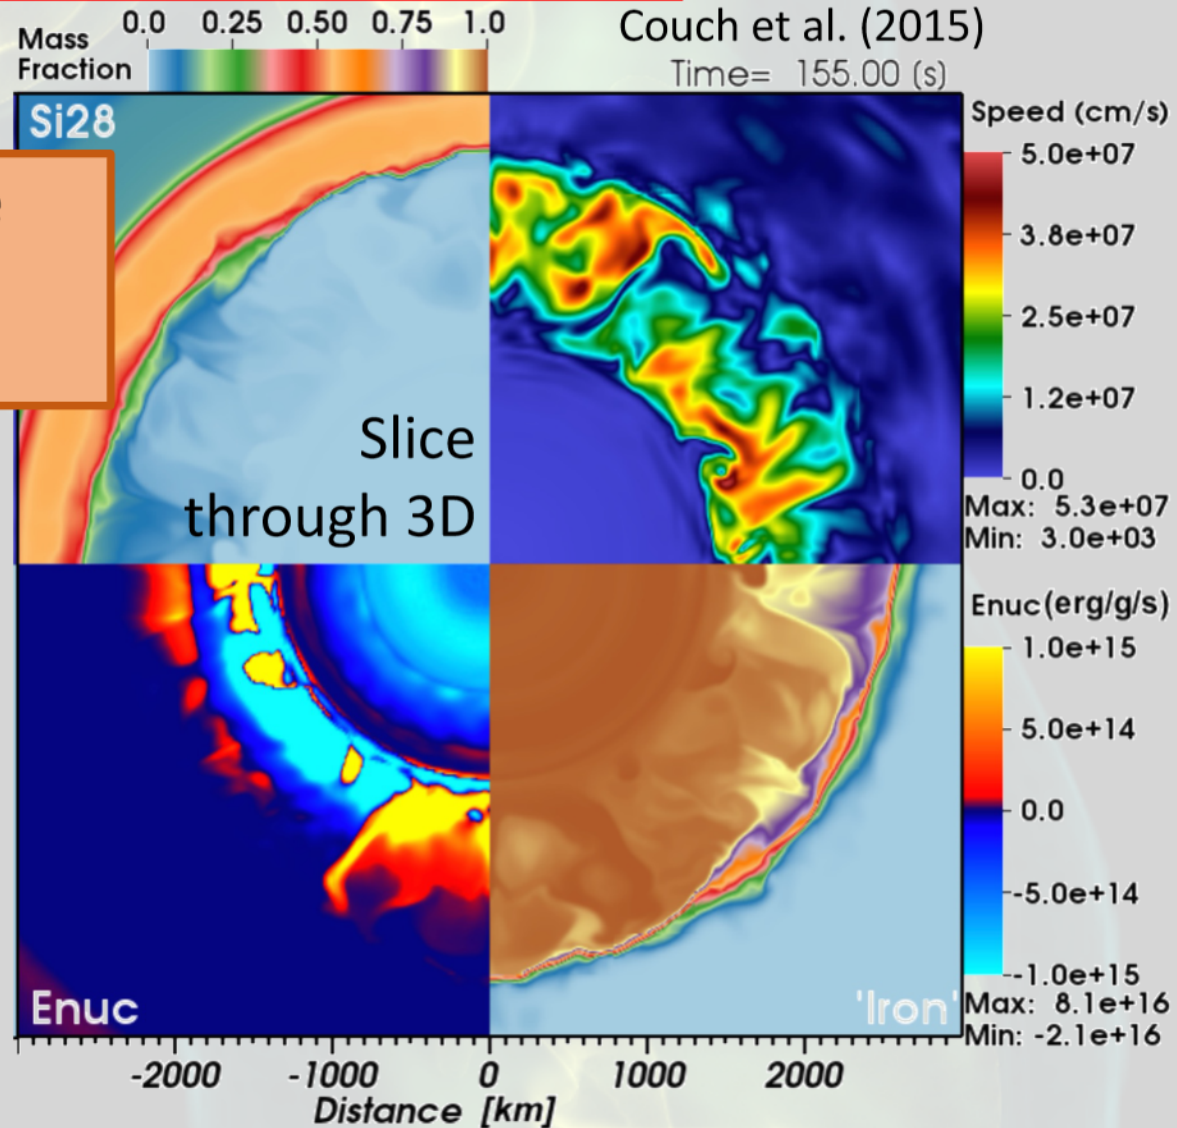 Mass Fraction
0.0 0.25 0.50 0.75 1.0
Couch et al. (2015)
Time= 155.00 (s)
Si28
Slice
through 3D
Speed (cm/s)
5.0e+07
3.8e+07
2.5e+07
1.2e+07
0.0
Max: 5.3e+07
Min: 3.0e+03
Enuc(erg/g/s)
1.0e+15
5.0e+14
0.0
-5.0e+14
-1.0e+15
Max: 8.1e+16
Min: -2.1e+16
Enuc
'Iron'
-2000 -1000 0 1000 2000
Distance [km]